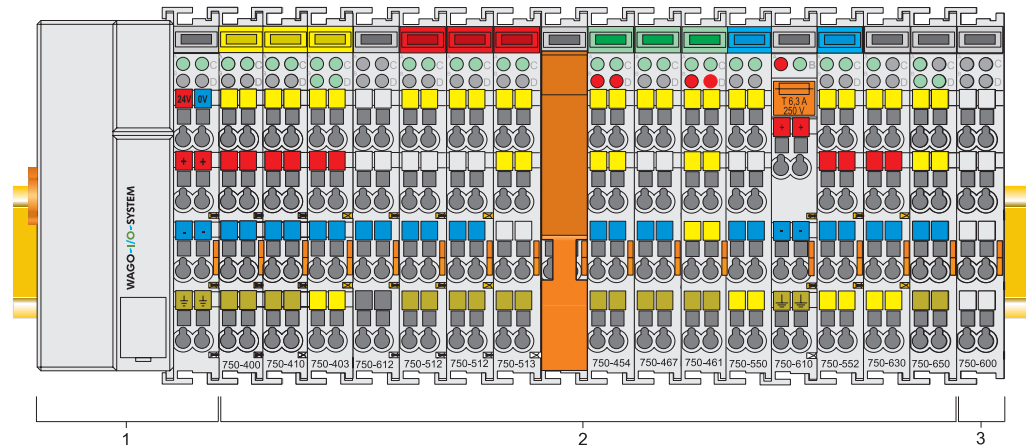 C C C C C C C C C C C C B C C C C
D D D D D D D D D D D D D D D D
24V 0V
T 6,3 A
250 V
+ +
+ +
- - - -
WAGO-I/O-SYSTEM
750-400 750-410 750-403 750-612 750-512 750-512 750-513 750-454 750-467 750-461 750-550 750-610 750-552 750-630 750-650 750-600
1 2 3